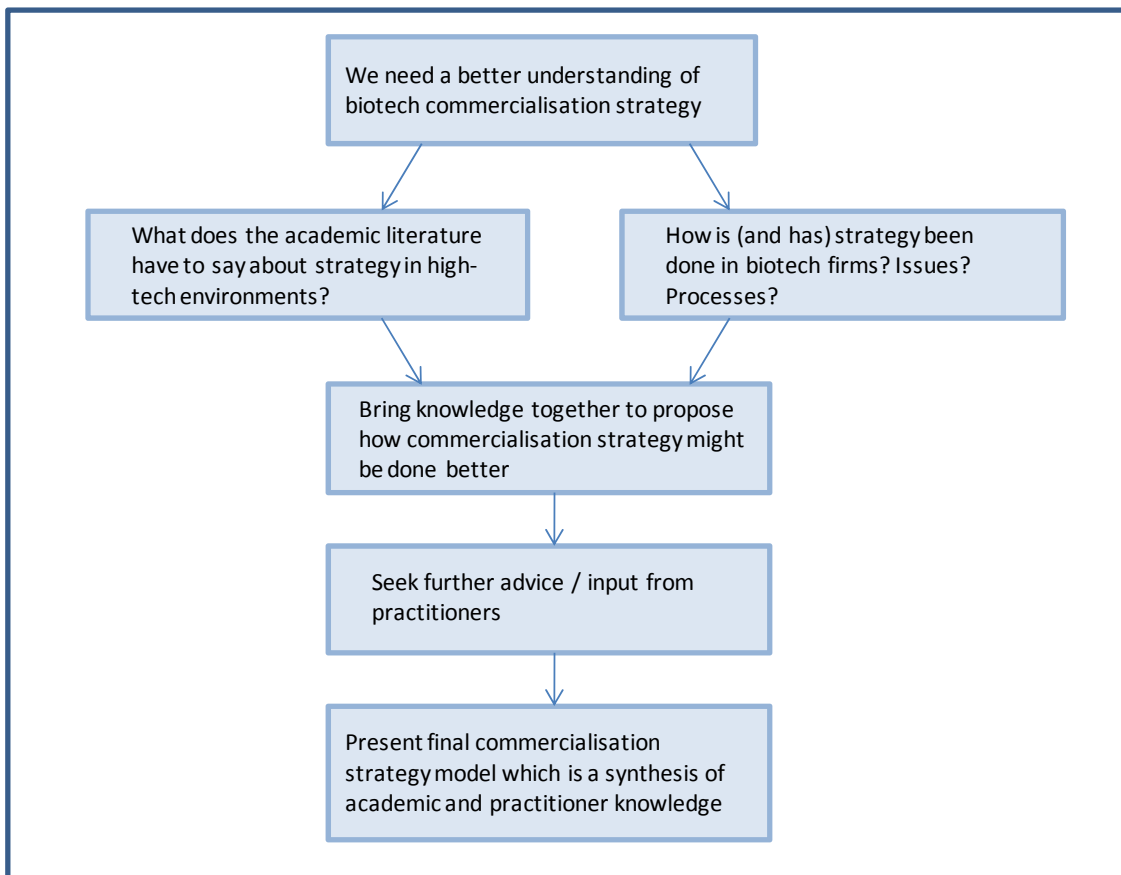 We need a better understanding of
biotech commercialisation strategy
What does the academic literature
have to say about strategy in high-
tech environments?
How is (and has) strategy been
done in biotech firms? Issues?
Processes?
Bring knowledge together to propose
how commercialisation strategy might
be done better
Seek further advice / input from
practitioners
Present final commercialisation
strategy model which is a synthesis of
academic and practitioner knowledge